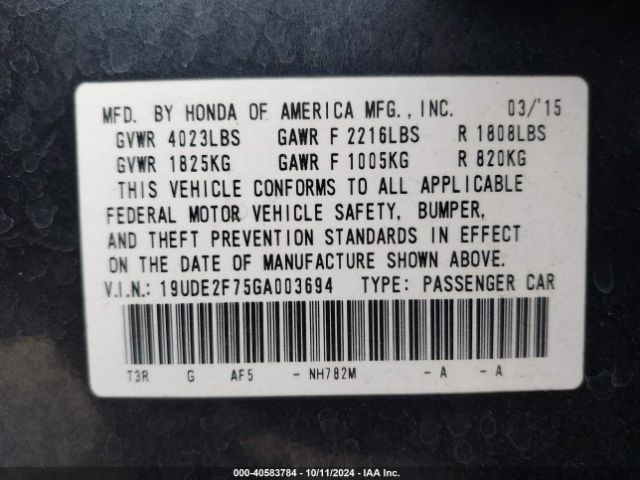 MFD. BY HONDA OF AMERICA MFG., INC. 03/'15
GVWR 4023LBS GAWR F 2216LBS R 1808LBS
GVWR 1825KG GAWR F 1005KG R 820KG
THIS VEHICLE CONFORMS TO ALL APPLICABLE
FEDERAL MOTOR VEHICLE SAFETY, BUMPER,
AND THEFT PREVENTION STANDARDS IN EFFECT
ON THE DATE OF MANUFACTURE SHOWN ABOVE.
V.I.N.: 19UDE2F75GA003694 TYPE: PASSENGER CAR
T3R G AF5 - NH782M - A - A
000-40583784 - 10/11/2024 - IAA Inc.